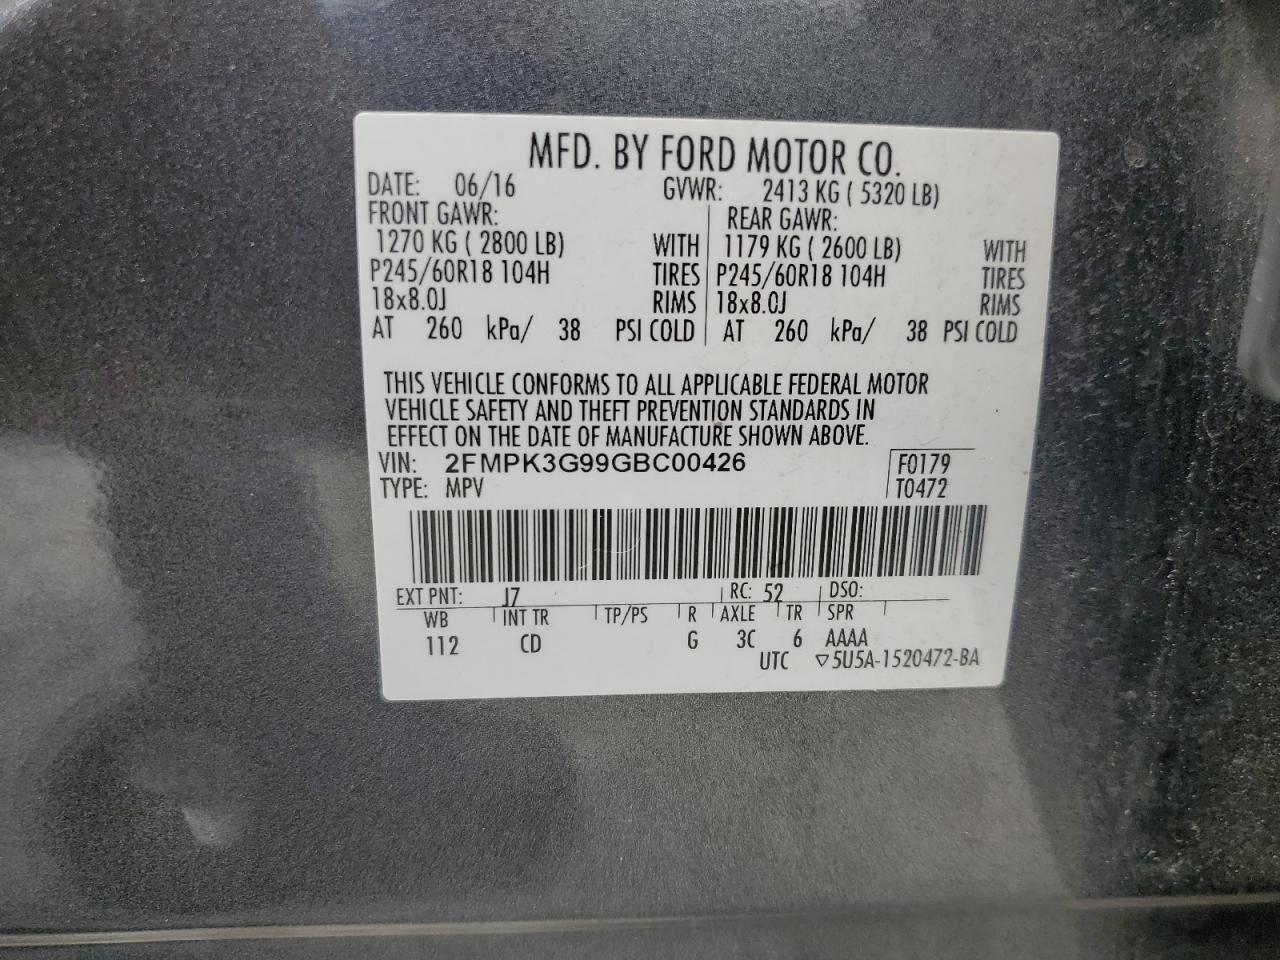 MFD. BY FORD MOTOR CO.
DATE: 06/16 GVWR: 2413 KG ( 5320 LB)
FRONT GAWR: REAR GAWR:
1270 KG ( 2800 LB) WITH 1179 KG ( 2600 LB) WITH
P245/60R18 104H TIRES P245/60R18 104H TIRES
18x8.0J RIMS 18x8.0J RIMS
AT 260 kPa/ 38 PSI COLD AT 260 kPa/ 38 PSI COLD
THIS VEHICLE CONFORMS TO ALL APPLICABLE FEDERAL MOTOR
VEHICLE SAFETY AND THEFT PREVENTION STANDARDS IN
EFFECT ON THE DATE OF MANUFACTURE SHOWN ABOVE.
VIN: 2FMPK3G99GBC00426 F0179
TYPE: MPV T0472
EXT PNT: J7 RC: 52 DSO:
WB INT TR TP/PS R AXLE TR SPR
112 CD G 3C 6 AAAA
UTC ▽5U5A-1520472-BA